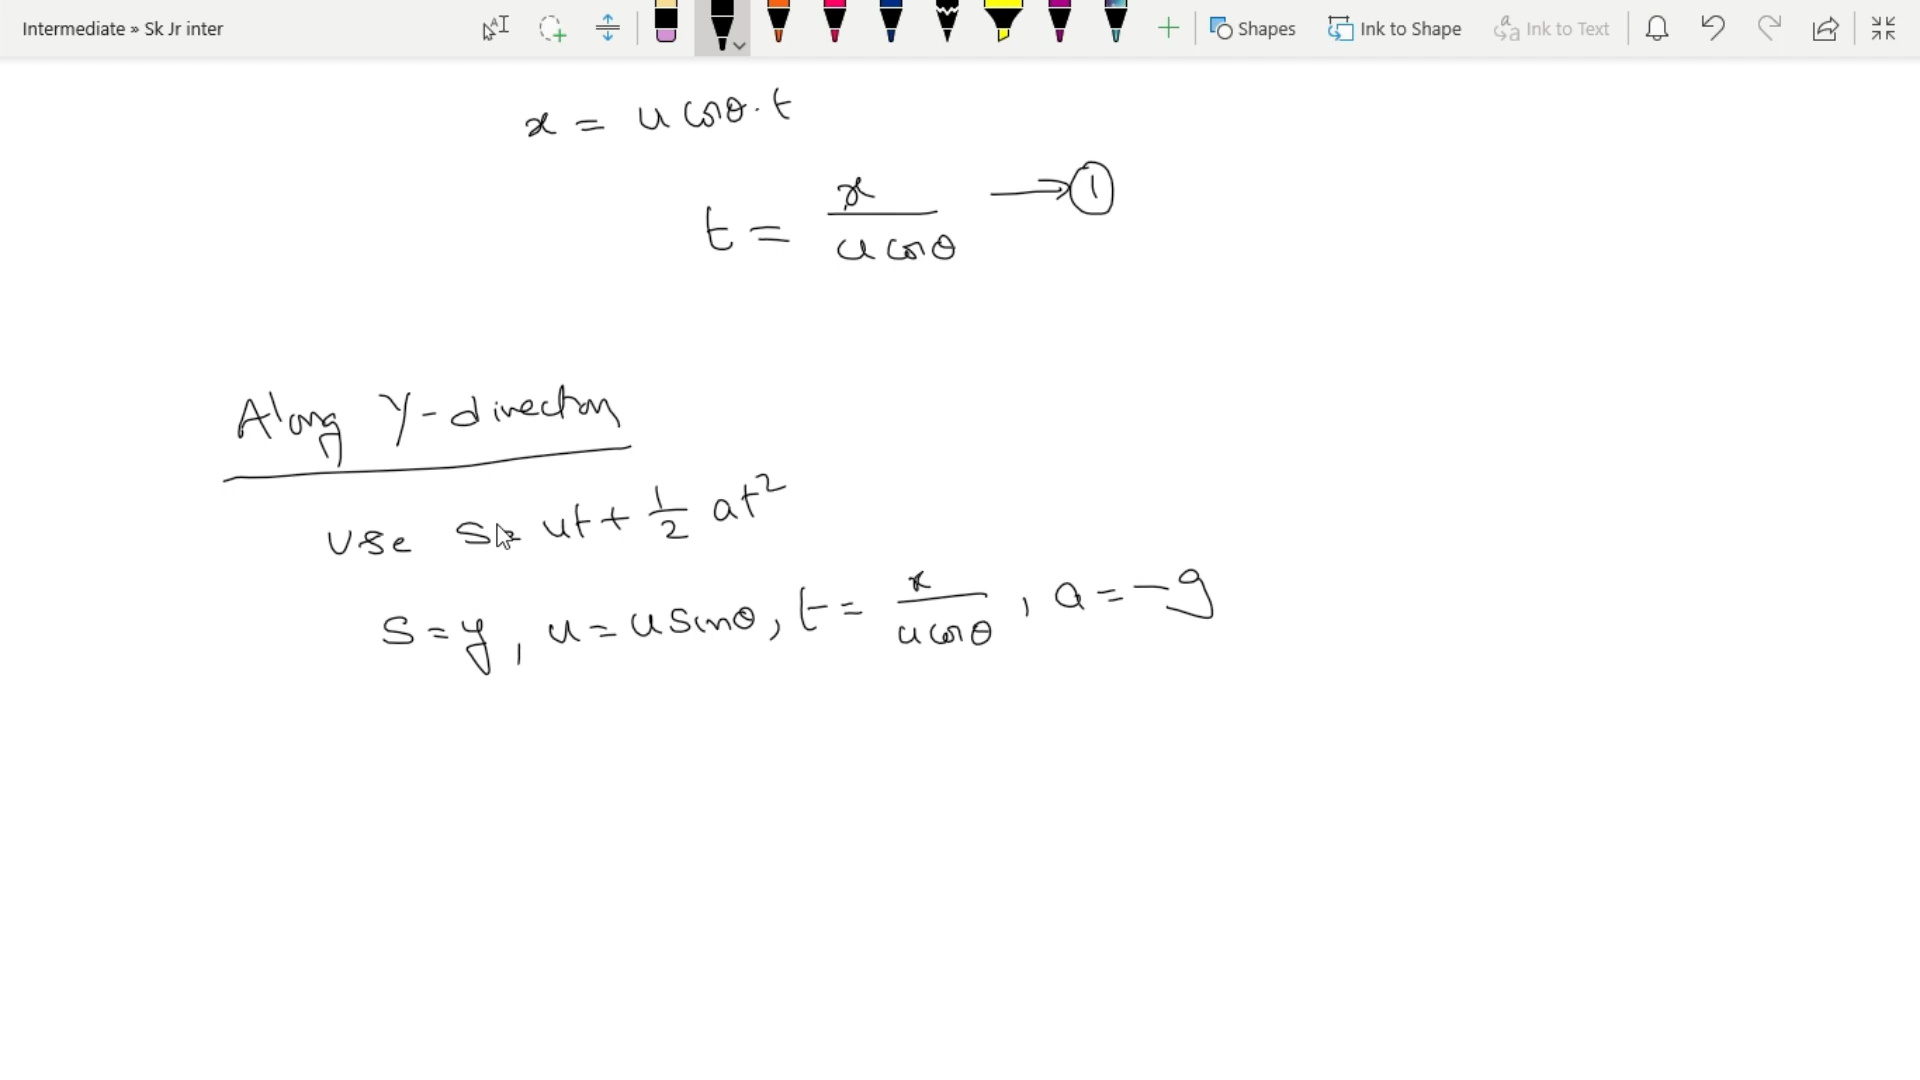 Intermediate » Sk Jr inter
Shapes
Ink to Shape
Ink to Text
x = u cosθ. t
t = x / u cosθ → ①
Along Y-direction
Use S= ut + 1/2 at²
S=y, u=u sinθ, t= x / u cosθ, a=-g